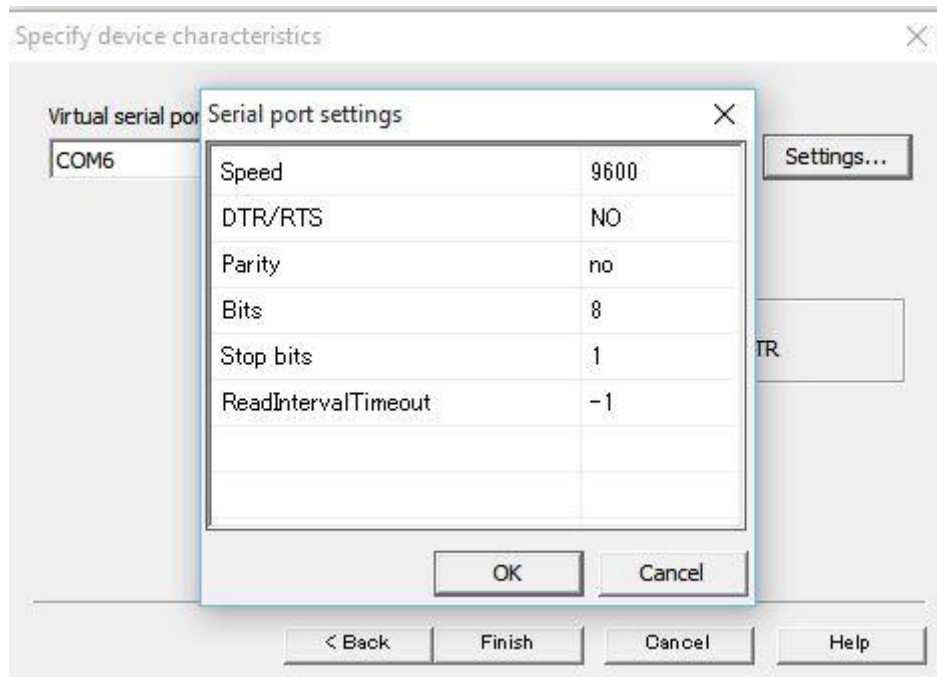 Specify device characteristics
Virtual serial por
Serial port settings
COM6
Settings...
Speed 9600
DTR/RTS NO
Parity no
Bits 8
Stop bits 1
TR
ReadIntervalTimeout -1
OK Cancel
< Back Finish Cancel Help